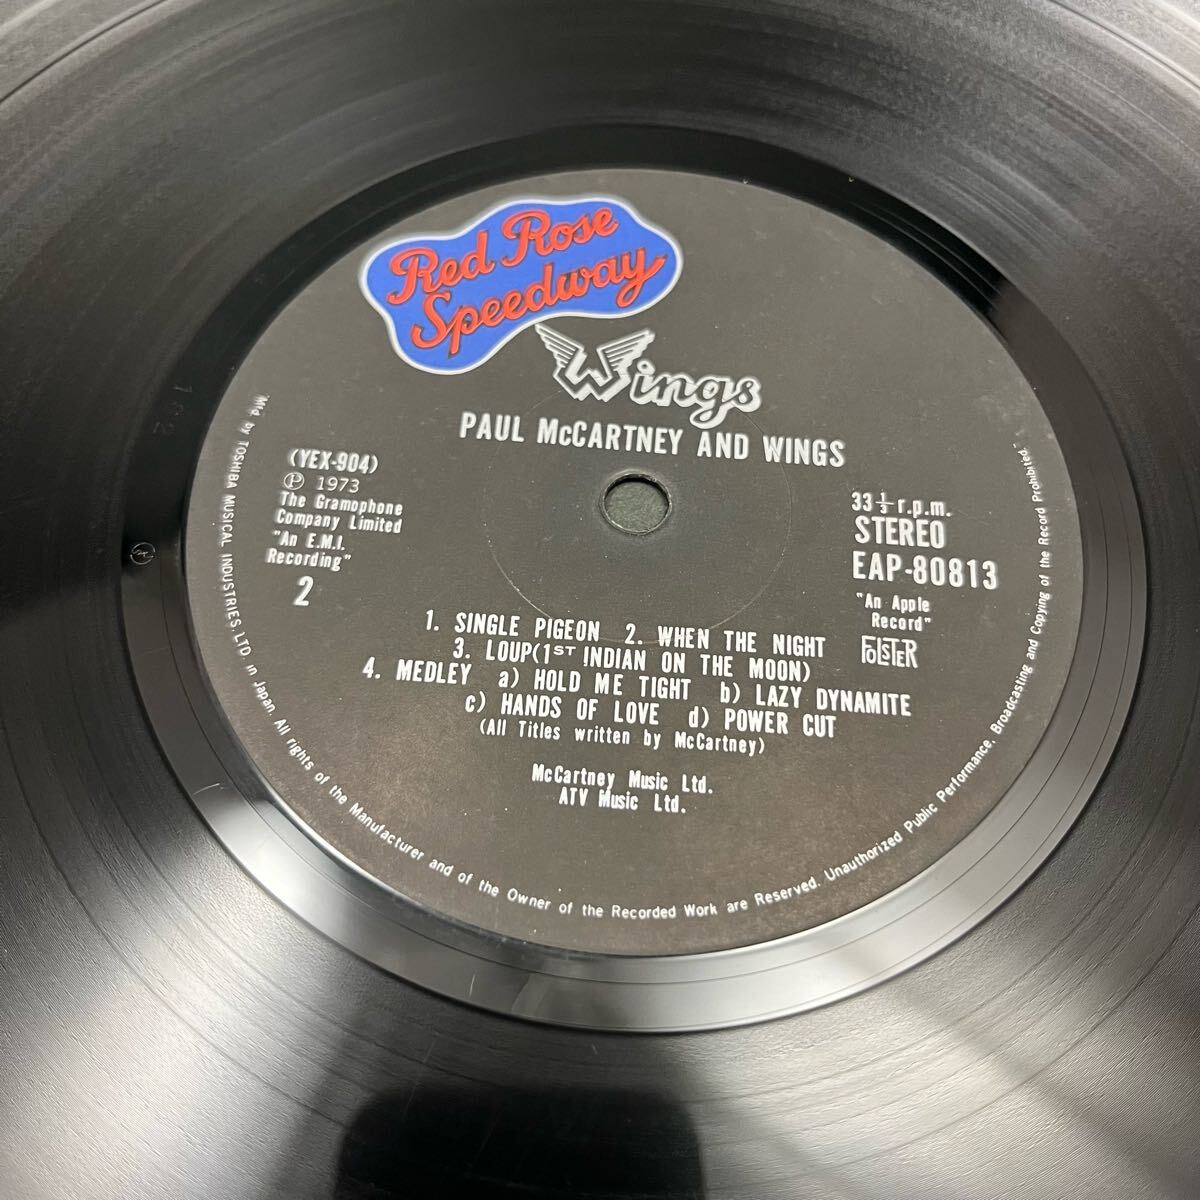 Red Rose
Speedway
Wings
PAUL McCARTNEY AND WINGS
(YEX-904)
Ⓟ 1973
The Gramophone
Company Limited
"An E.M.I.
Recording"
2
33 1/3 r.p.m.
STEREO
EAP-80813
"An Apple
Record"
FOLSTER
1. SINGLE PIGEON 2. WHEN THE NIGHT
3. LOUP(1ST INDIAN ON THE MOON)
4. MEDLEY a) HOLD ME TIGHT b) LAZY DYNAMITE
c) HANDS OF LOVE d) POWER CUT
(All Titles written by McCartney)
McCartney Music Ltd.
ATV Music Ltd.
Mfd. by TOSHIBA MUSICAL INDUSTRIES, LTD in Japan. All rights of the Manufacturer and of the Owner of the Recorded Work are Reserved. Unauthorized Public Performance, Broadcasting and Copying of the Record Prohibited.